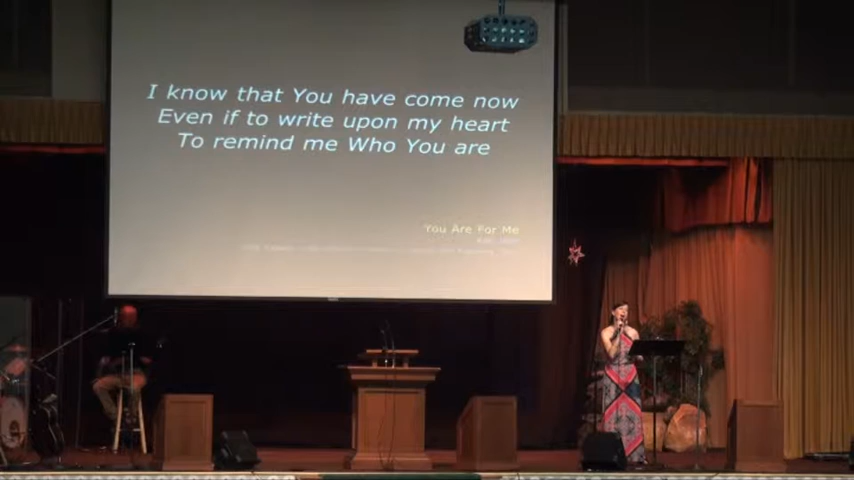 I know that You have come now
Even if to write upon my heart
To remind me Who You are
You Are For Me